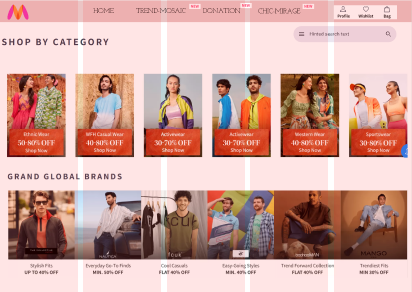 HOME TREND MOSAIC NEW DONATION NEW CHIC MIRAGE NEW
Profile Wishlist Bag
Hinted search text
SHOP BY CATEGORY
Ethnic Wear
50-80% OFF
Shop Now
WFH Casual Wear
40-80% OFF
Shop Now
Activewear
30-70% OFF
Shop Now
Activewear
30-70% OFF
Shop Now
Western Wear
40-80% OFF
Shop Now
Sportswear
30-80% OFF
Shop Now
GRAND GLOBAL BRANDS
Stylish Fits
UP TO 40% OFF
NAUTICA
Everyday Go-To Finds
MIN. 50% OFF
Cool Casuals
FLAT 40% OFF
Easy-Going Styles
MIN. 30% OFF
Trend Forward Collection
FLAT 40% OFF
MANGO
Trendiest Fits
MIN 30% OFF